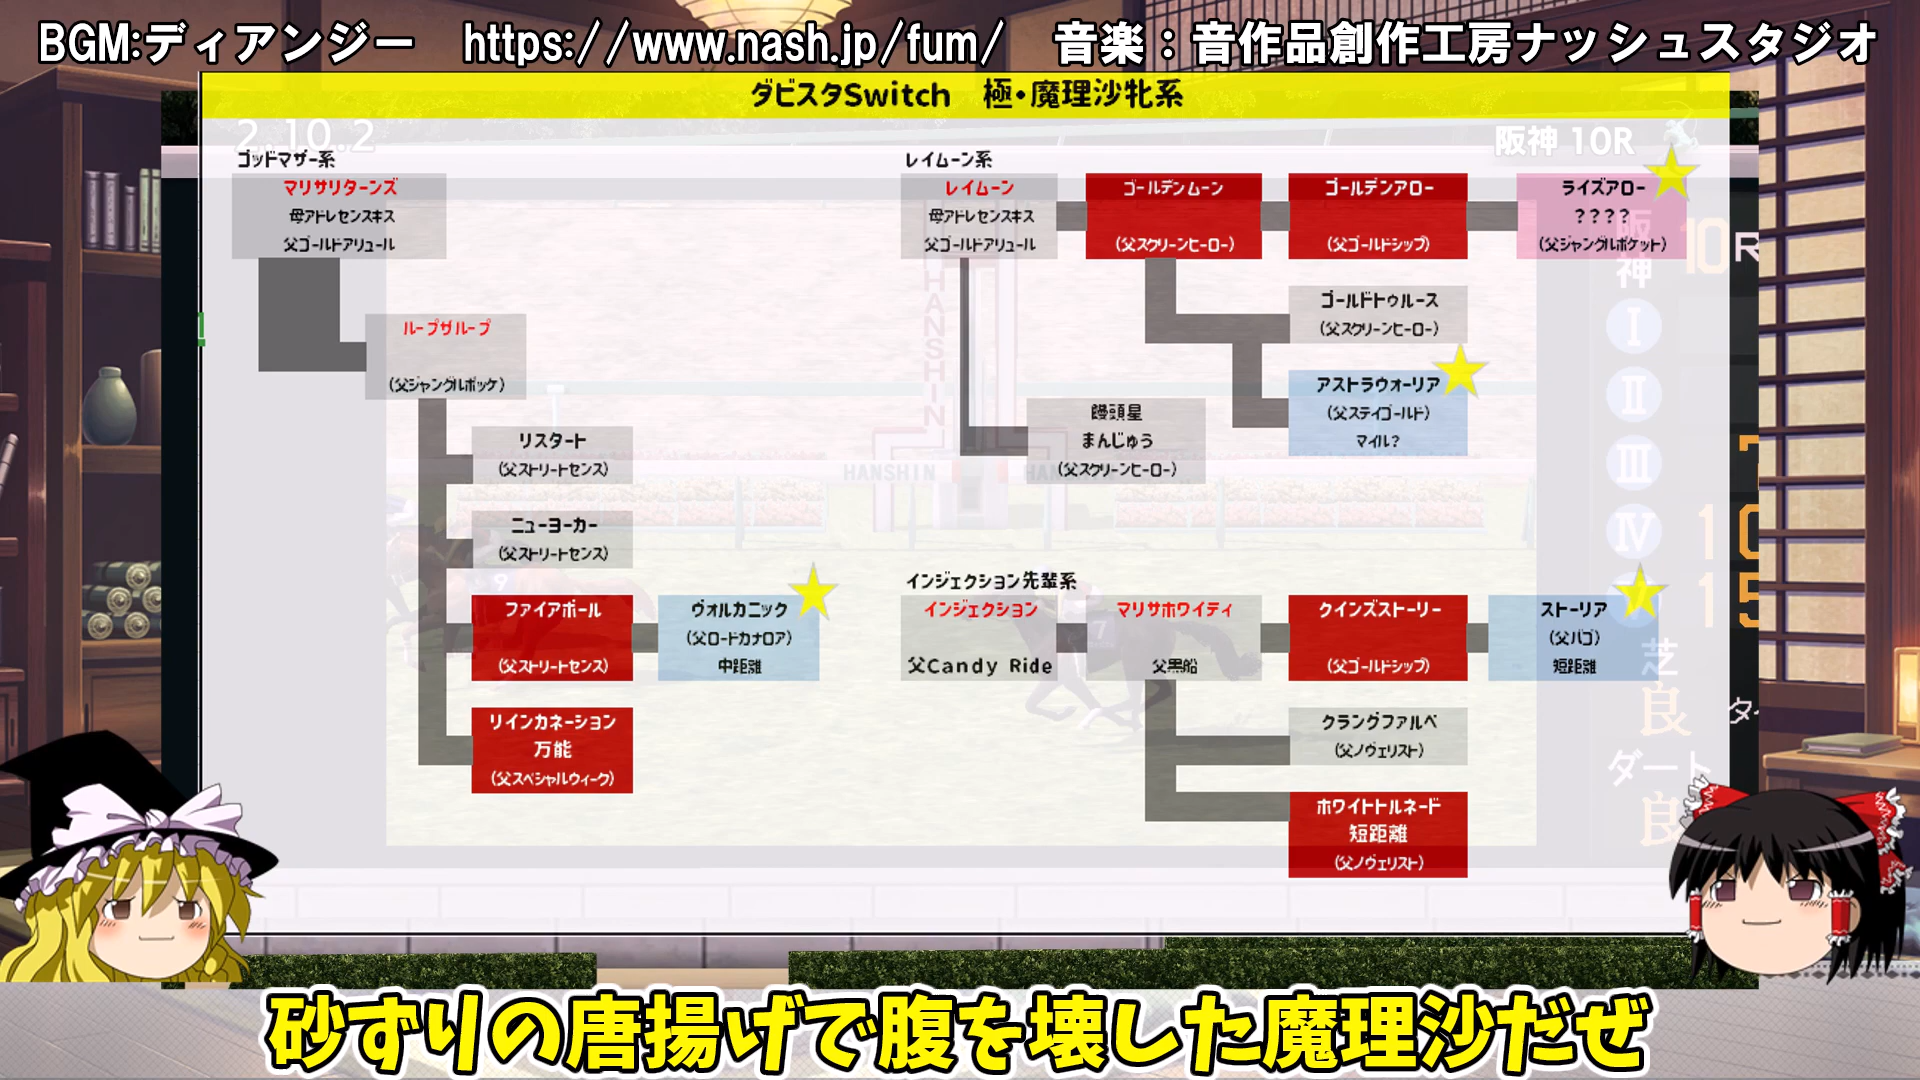 BGM:ディアンジー　https://www.nash.jp/fum/　音楽：音作品創作工房ナッシュスタジオ
ダビスタSwitch　極・魔理沙牝系
2.10.2
阪神 10R
ゴッドマザー系
マリサリターンズ
母アドレセンスキス
父ゴールドアリュール
ループザループ
(父ジャングルポッケ)
リスタート
(父ストリートセンス)
ニューヨーカー
(父ストリートセンス)
ファイアボール
(父ストリートセンス)
ヴォルカニック
(父ロードカナロア)
中距離
リインカネーション
万能
(父スペシャルウィーク)
レイムーン系
レイムーン
母アドレセンスキス
父ゴールドアリュール
ゴールデンムーン
(父スクリーンヒーロー)
ゴールデンアロー
(父ゴールドシップ)
ライズアロー
????
(父ジャングルポケット)
ゴールドトゥルース
(父スクリーンヒーロー)
アストラウォーリア
(父ステイゴールド)
マイル?
饅頭星
まんじゅう
(父スクリーンヒーロー)
インジェクション先輩系
インジェクション
父Candy Ride
マリサホワイティ
父黒船
クインズストーリー
(父ゴールドシップ)
ストーリア
(父バゴ)
短距離
クラングファルベ
(父ノヴェリスト)
ホワイトトルネード
短距離
(父ノヴェリスト)
HANSHIN
HANSHIN
阪神
10R
I
II
III
IV
10
15
芝
良
ダート
良
9
7
砂ずりの唐揚げで腹を壊した魔理沙だぜ